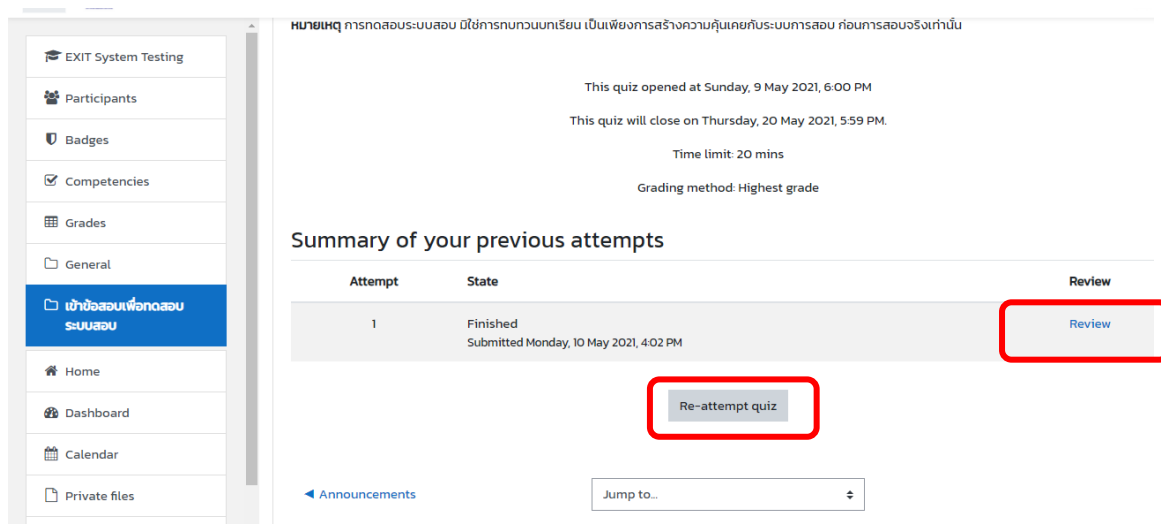 หมายเหตุ การทดสอบระบบสอบ มิใช่การทบทวนบทเรียน เป็นเพียงการสร้างความคุ้นเคยกับระบบการสอบ ก่อนการสอบจริงเท่านั้น
EXIT System Testing
Participants
Badges
Competencies
Grades
General
เข้าข้อสอบเพื่อทดสอบ
ระบบสอบ
Home
Dashboard
Calendar
Private files
This quiz opened at Sunday, 9 May 2021, 6:00 PM
This quiz will close on Thursday, 20 May 2021, 5:59 PM.
Time limit: 20 mins
Grading method: Highest grade
Summary of your previous attempts
Attempt State Review
1 Finished Review
Submitted Monday, 10 May 2021, 4:02 PM
Re-attempt quiz
◄ Announcements Jump to...